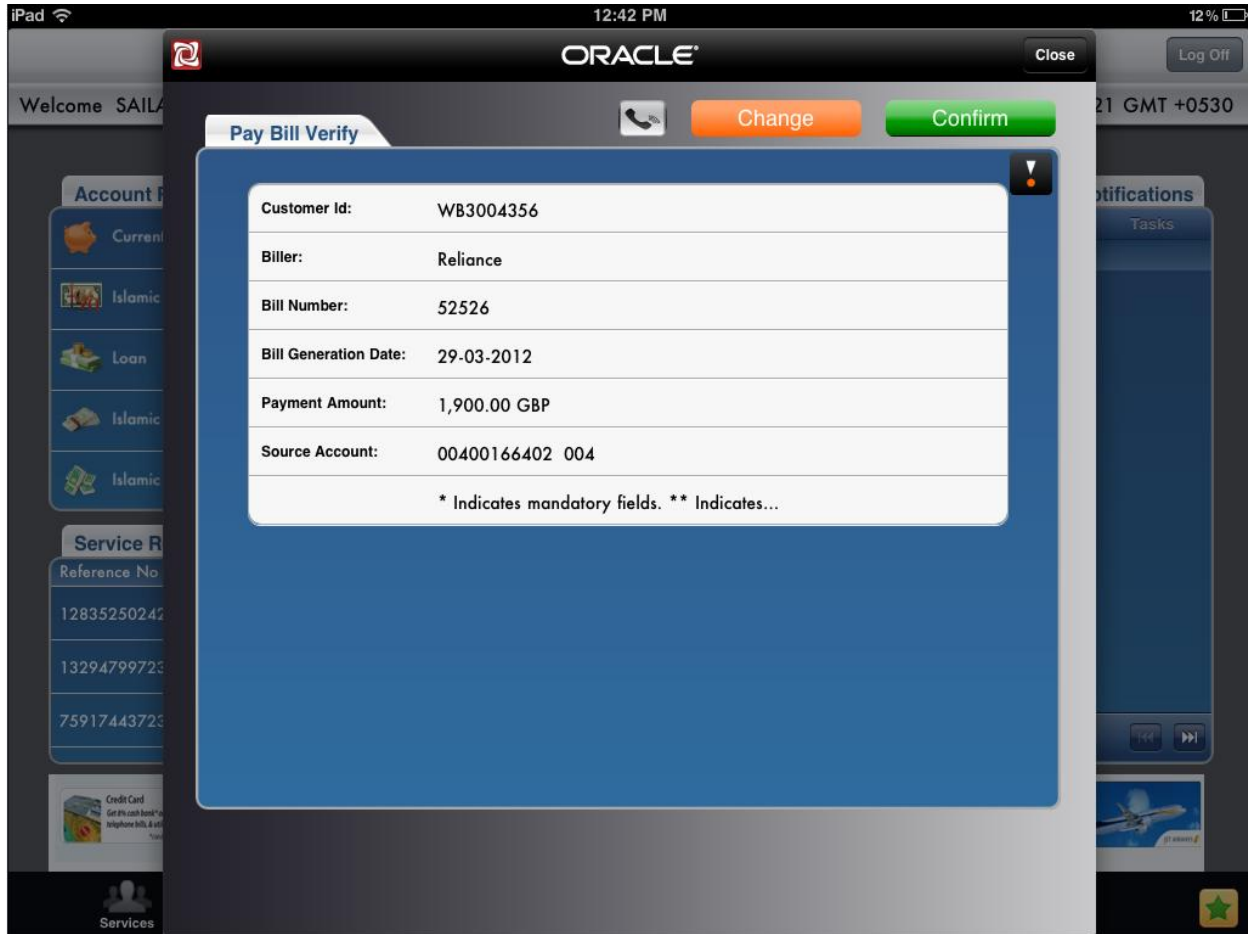 iPad 12:42 PM 12%
ORACLE® Close Log Off
Welcome SAILA 21 GMT +0530
Pay Bill Verify Change Confirm
Account
Customer Id: WB3004356
Tasks
Current
Biller: Reliance
Islamic
Bill Number: 52526
Loan
Bill Generation Date: 29-03-2012
Payment Amount: 1,900.00 GBP
Islamic
Source Account: 00400166402 004
Islamic
* Indicates mandatory fields. ** Indicates...
Service R
Reference No
12835250242
13294799723
75917443723
Credit Card
Services